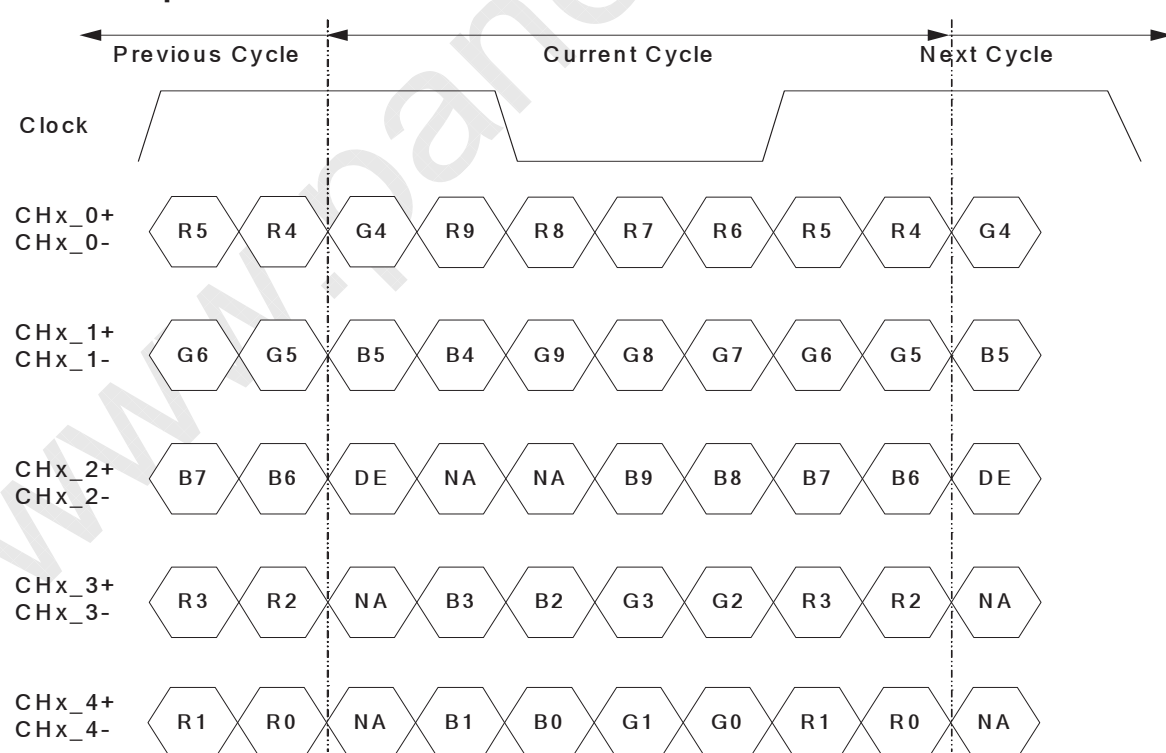 Previous Cycle Current Cycle Next Cycle
Clock
CHx_0+
CHx_0-
R5 R4 G4 R9 R8 R7 R6 R5 R4 G4
CHx_1+
CHx_1-
G6 G5 B5 B4 G9 G8 G7 G6 G5 B5
CHx_2+
CHx_2-
B7 B6 DE NA NA B9 B8 B7 B6 DE
CHx_3+
CHx_3-
R3 R2 NA B3 B2 G3 G2 R3 R2 NA
CHx_4+
CHx_4-
R1 R0 NA B1 B0 G1 G0 R1 R0 NA
www.pan